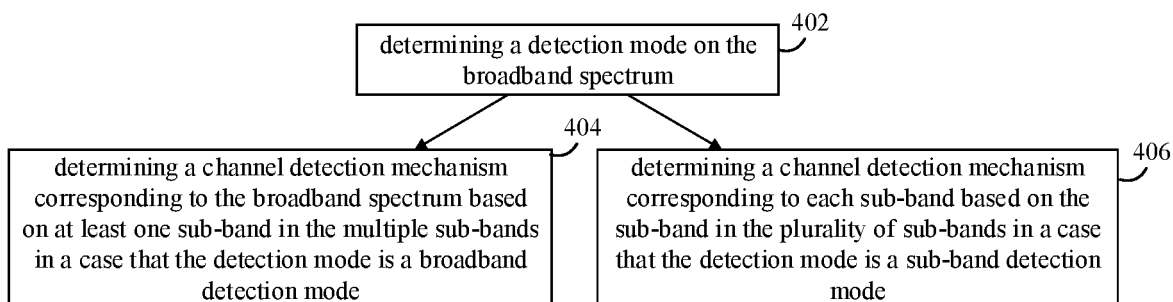 402
determining a detection mode on the
broadband spectrum
404
determining a channel detection mechanism
corresponding to the broadband spectrum based
on at least one sub-band in the multiple sub-bands
in a case that the detection mode is a broadband
detection mode
406
determining a channel detection mechanism
corresponding to each sub-band based on the
sub-band in the plurality of sub-bands in a case
that the detection mode is a sub-band detection
mode